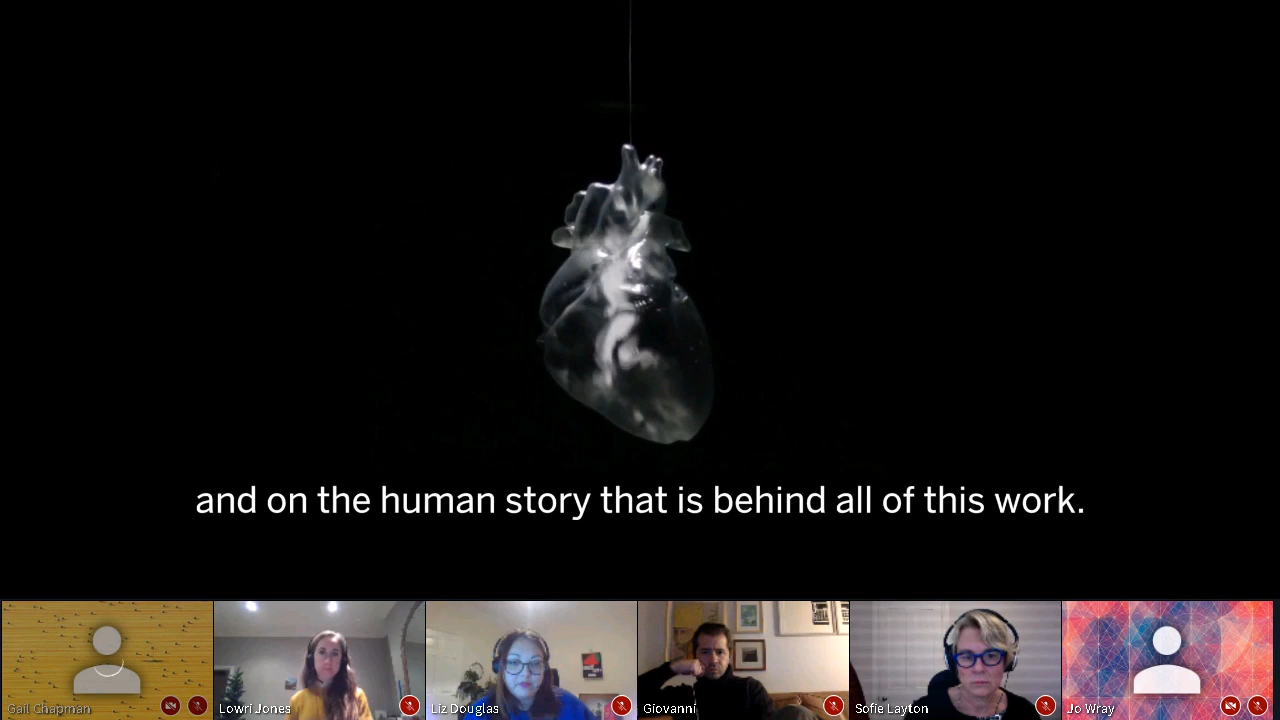 and on the human story that is behind all of this work.
Gail Chapman
Lowri Jones
Liz Douglas
Giovanni
Sofie Layton
Jo Wray